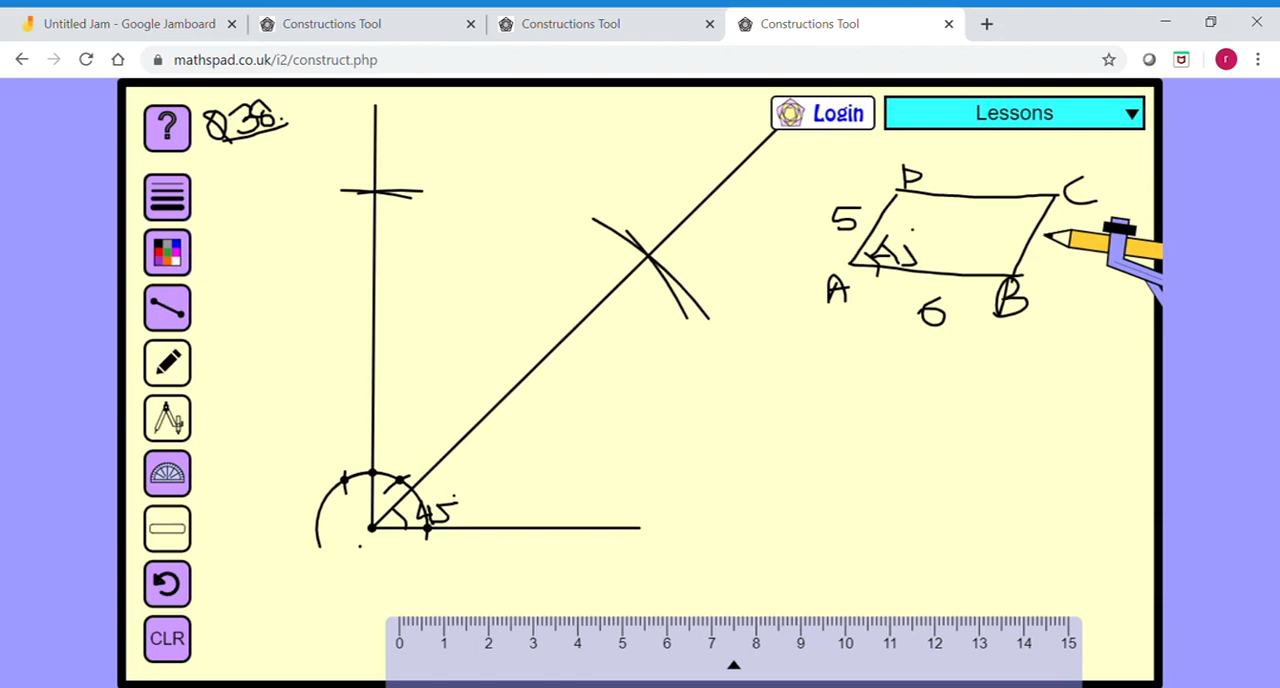 Untitled Jam - Google Jamboard
Constructions Tool
Constructions Tool
Constructions Tool
mathspad.co.uk/i2/construct.php
r
?
Q36.
Login
Lessons
C
5
A
6
B
45°
CLR
0 1 2 3 4 5 6 7 8 9 10 11 12 13 14 15